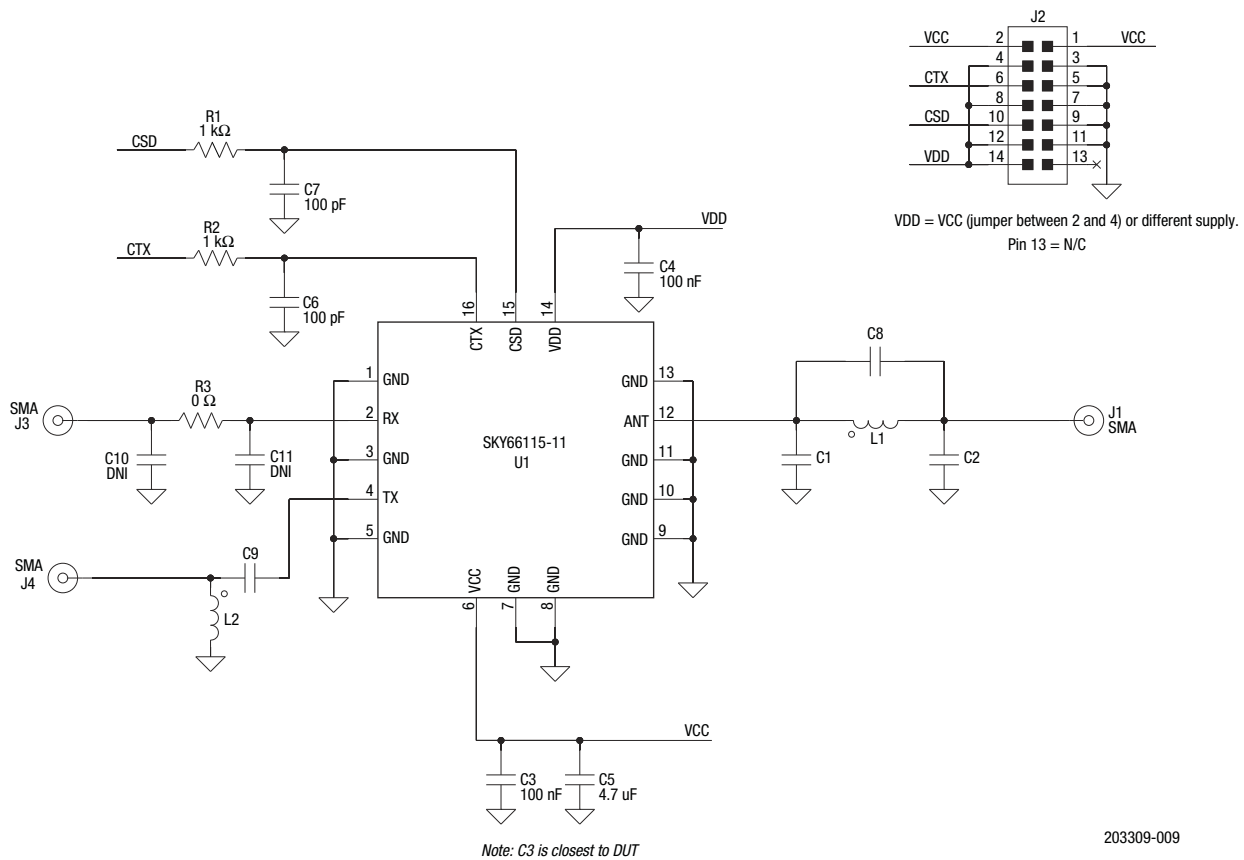 J2
VCC 2 1 VCC
4 3
CTX 6 5
8 7
CSD 10 9
12 11
VDD 14 13
VDD = VCC (jumper between 2 and 4) or different supply.
Pin 13 = N/C
R1
1 kΩ
CSD
C7
100 pF
R2
1 kΩ
CTX
C6
100 pF
VDD
C4
100 nF
16 15 14
CTX CSD VDD
1 GND
2 RX
3 GND
4 TX
5 GND
GND 13
ANT 12
GND 11
GND 10
GND 9
SKY66115-11
U1
VCC GND GND
6 7 8
SMA
J3
R3
0 Ω
C10
DNI
C11
DNI
SMA
J4
C9
L2
C8
L1
C1
C2
J1
SMA
VCC
C3
100 nF
C5
4.7 uF
Note: C3 is closest to DUT
203309-009